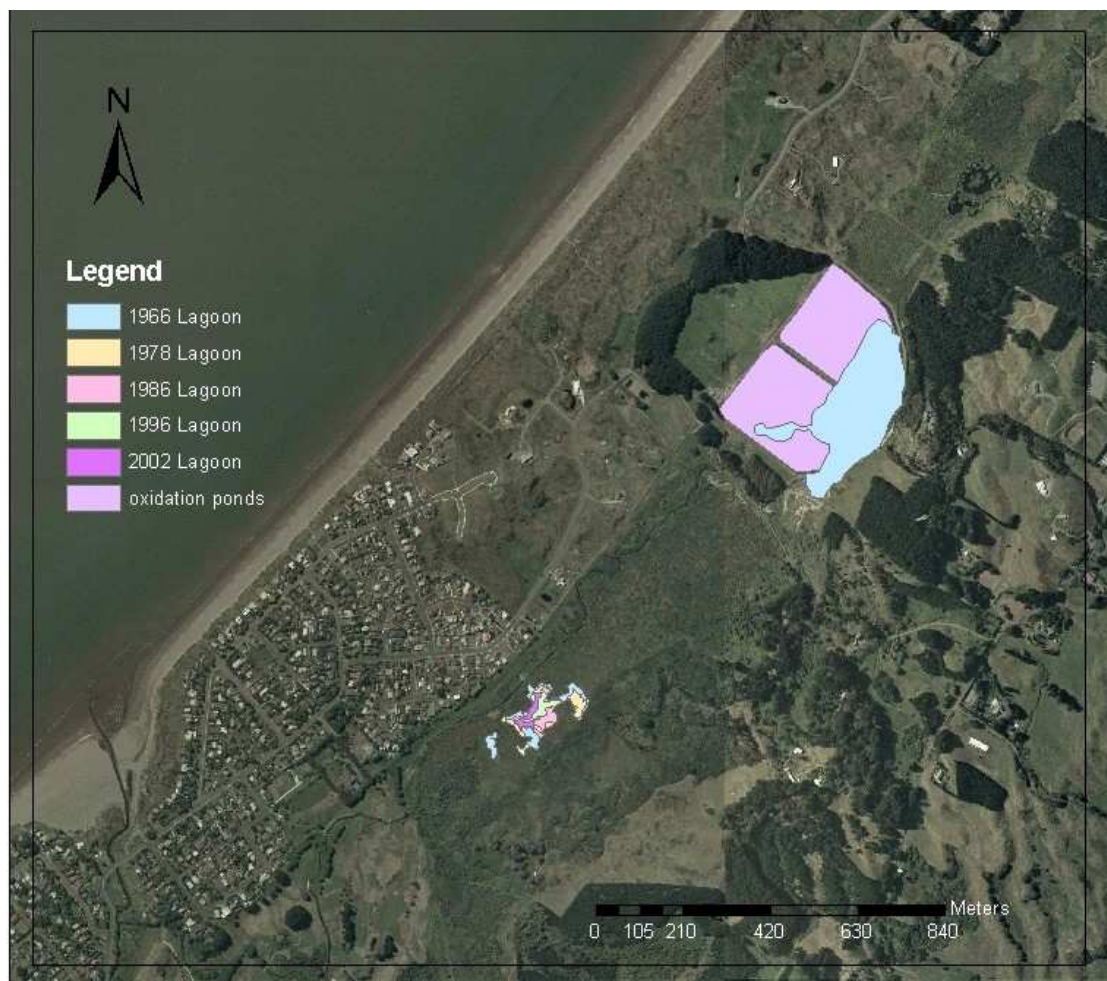 N
Legend
1966 Lagoon
1978 Lagoon
1986 Lagoon
1996 Lagoon
2002 Lagoon
oxidation ponds
Meters
0 105 210 420 630 840